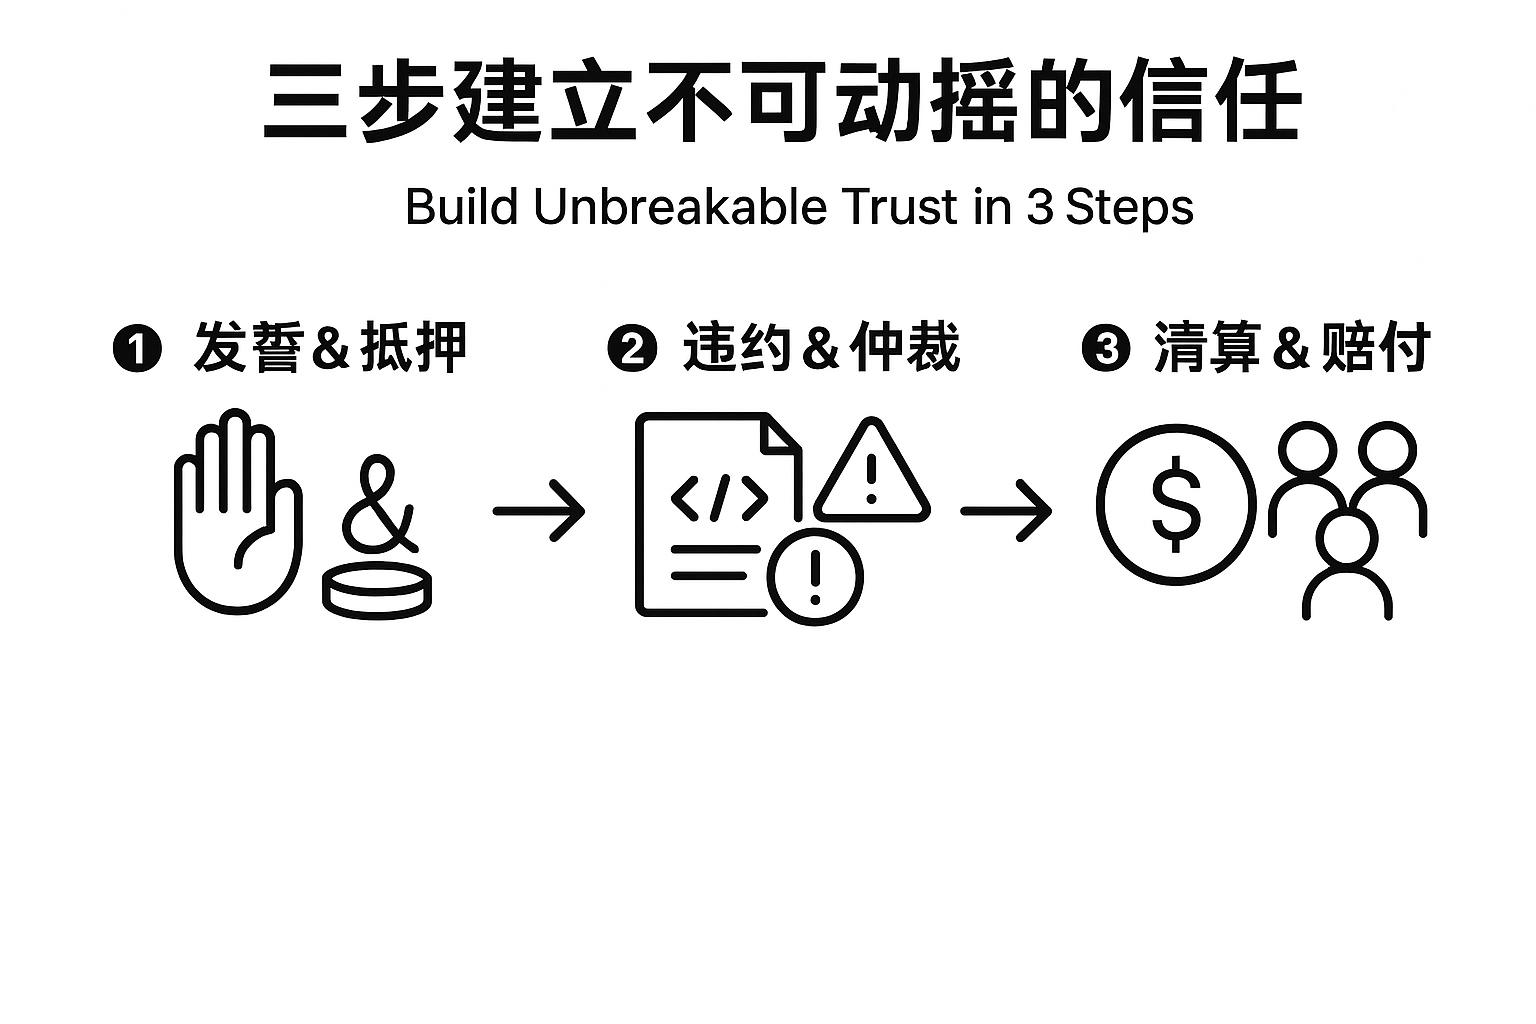 三步建立不可动摇的信任
Build Unbreakable Trust in 3 Steps
❶ 发誓 & 抵押
❷ 违约 & 仲裁
❸ 清算 & 赔付
&
</>
!
!
$